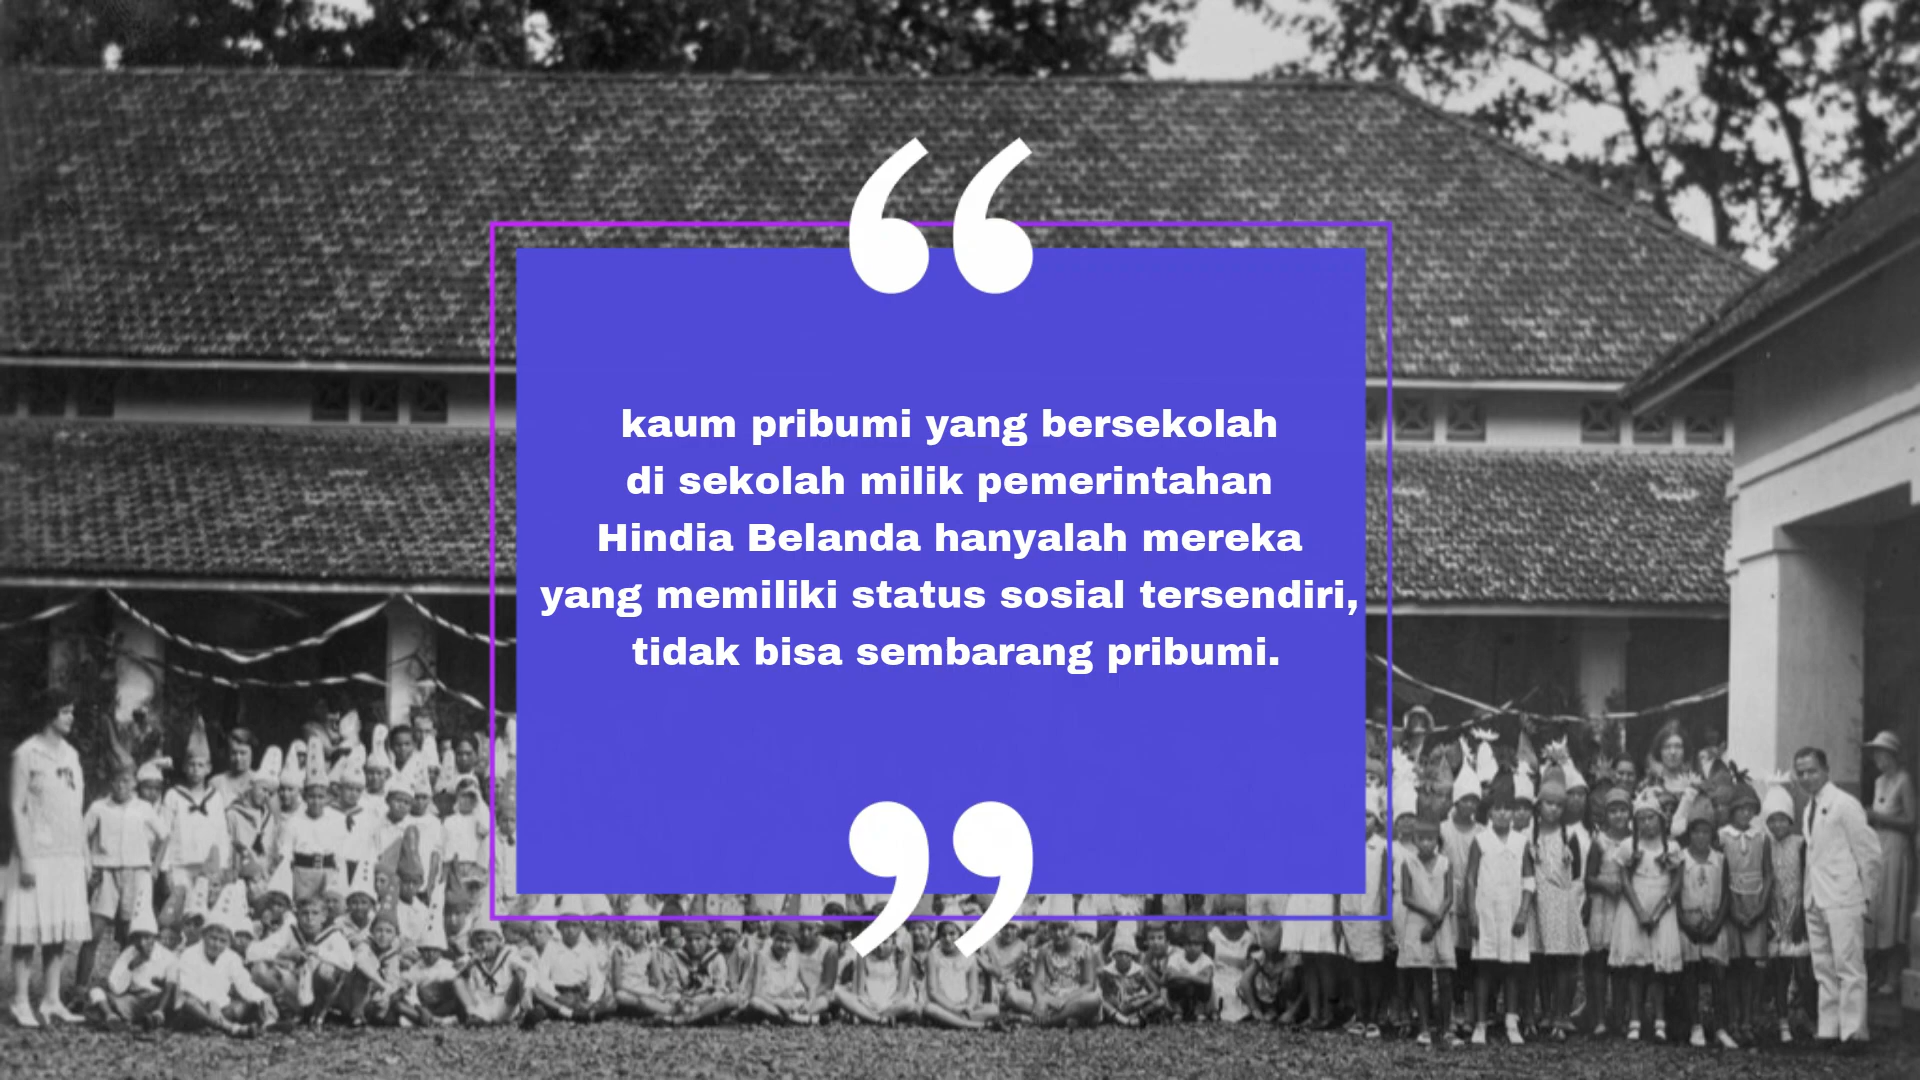 “
kaum pribumi yang bersekolah
di sekolah milik pemerintahan
Hindia Belanda hanyalah mereka
yang memiliki status sosial tersendiri,
tidak bisa sembarang pribumi.
”